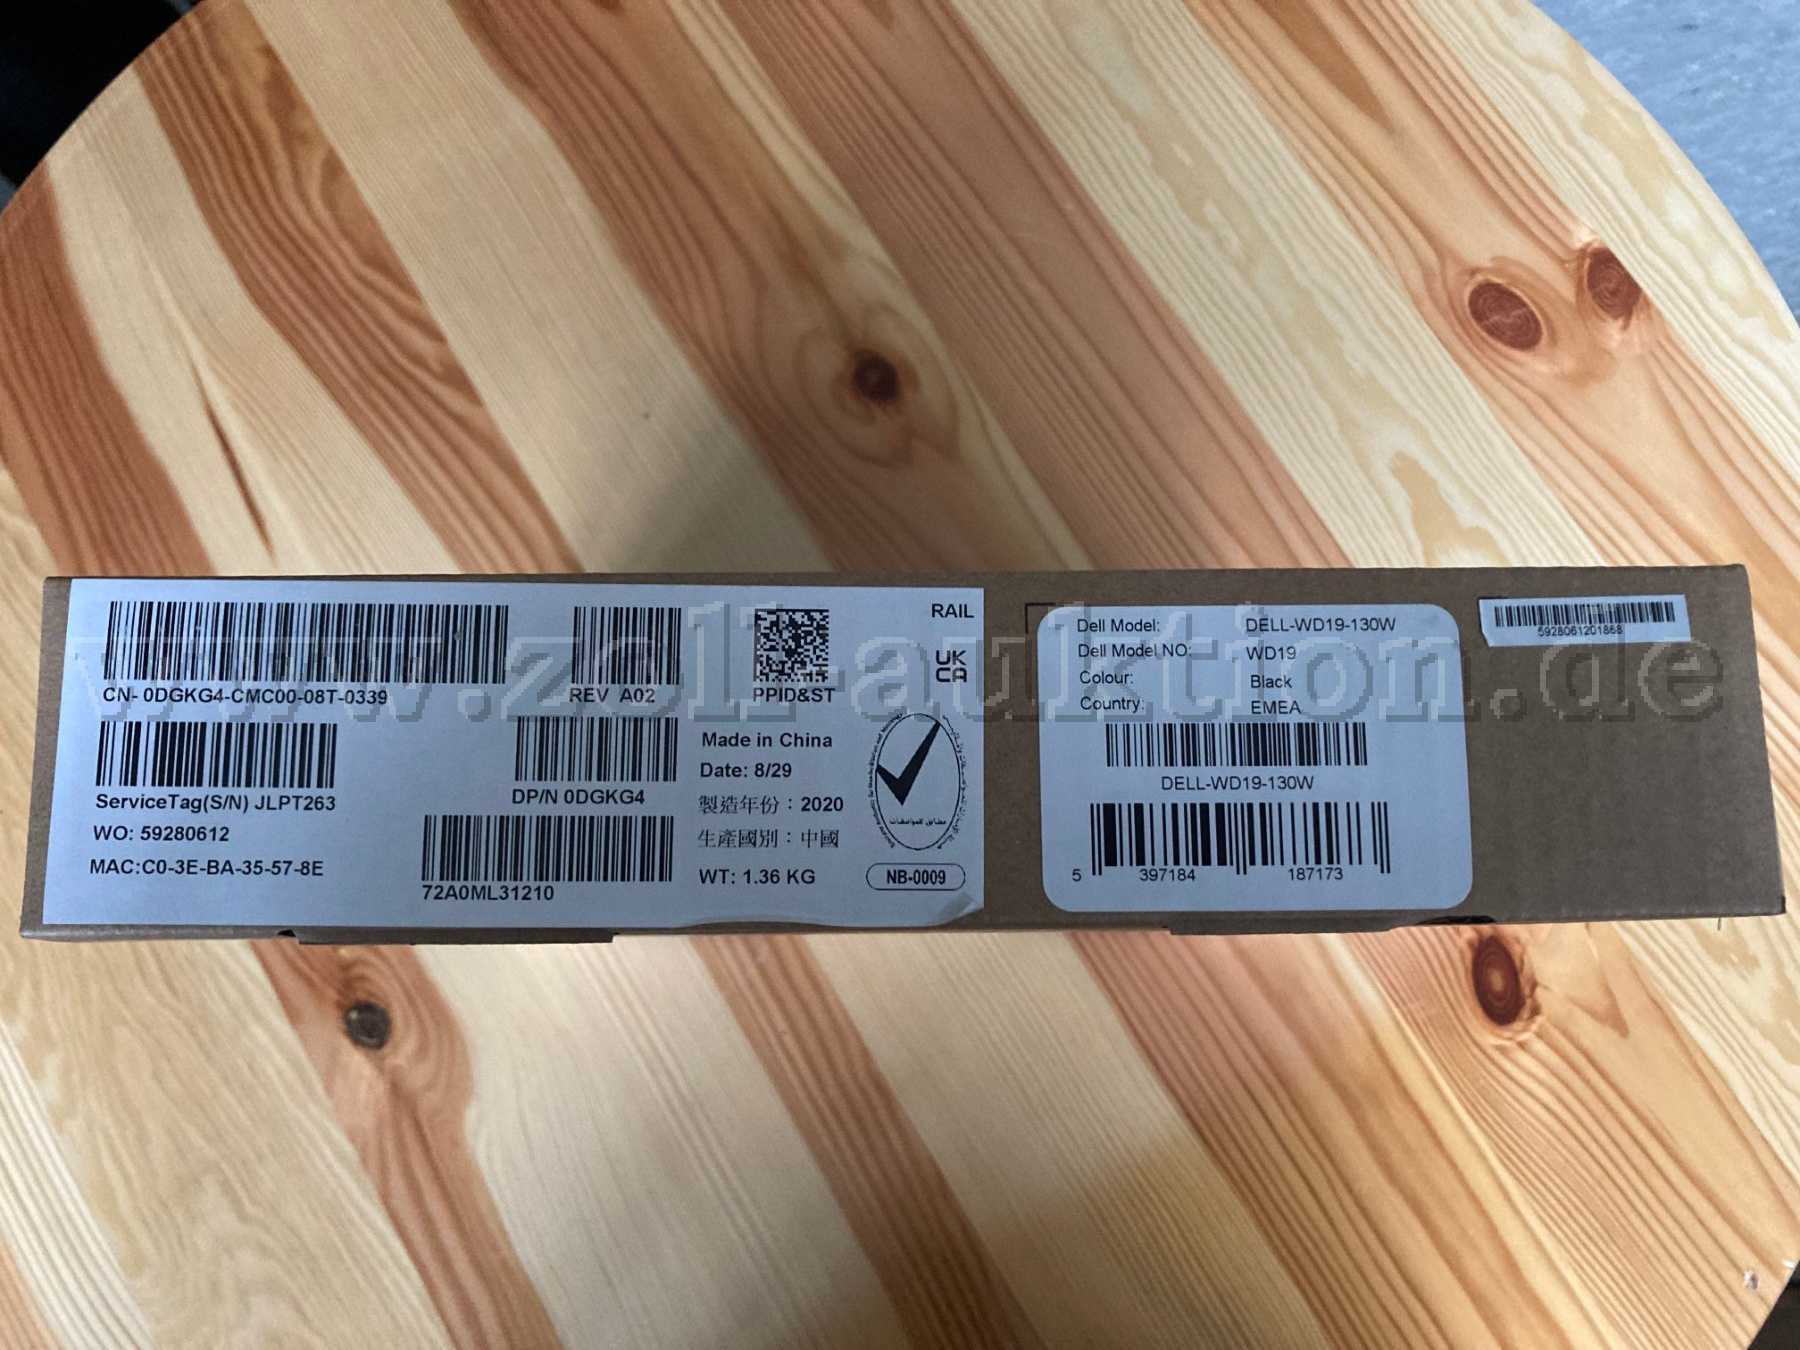 RAIL
CN- 0DGKG4-CMC00-08T-0339
REV A02
PPID&ST
UK
CA
ServiceTag(S/N) JLPT263
DP/N 0DGKG4
Made in China
Date: 8/29
製造年份：2020
生產國別：中國
WO: 59280612
MAC:C0-3E-BA-35-57-8E
72A0ML31210
WT: 1.36 KG
NB-0009
مطابق للمواصفات
Dell Model: DELL-WD19-130W
Dell Model NO: WD19
Colour: Black
Country: EMEA
DELL-WD19-130W
5 397184 187173
5928061201868
www.zoll-auktion.de